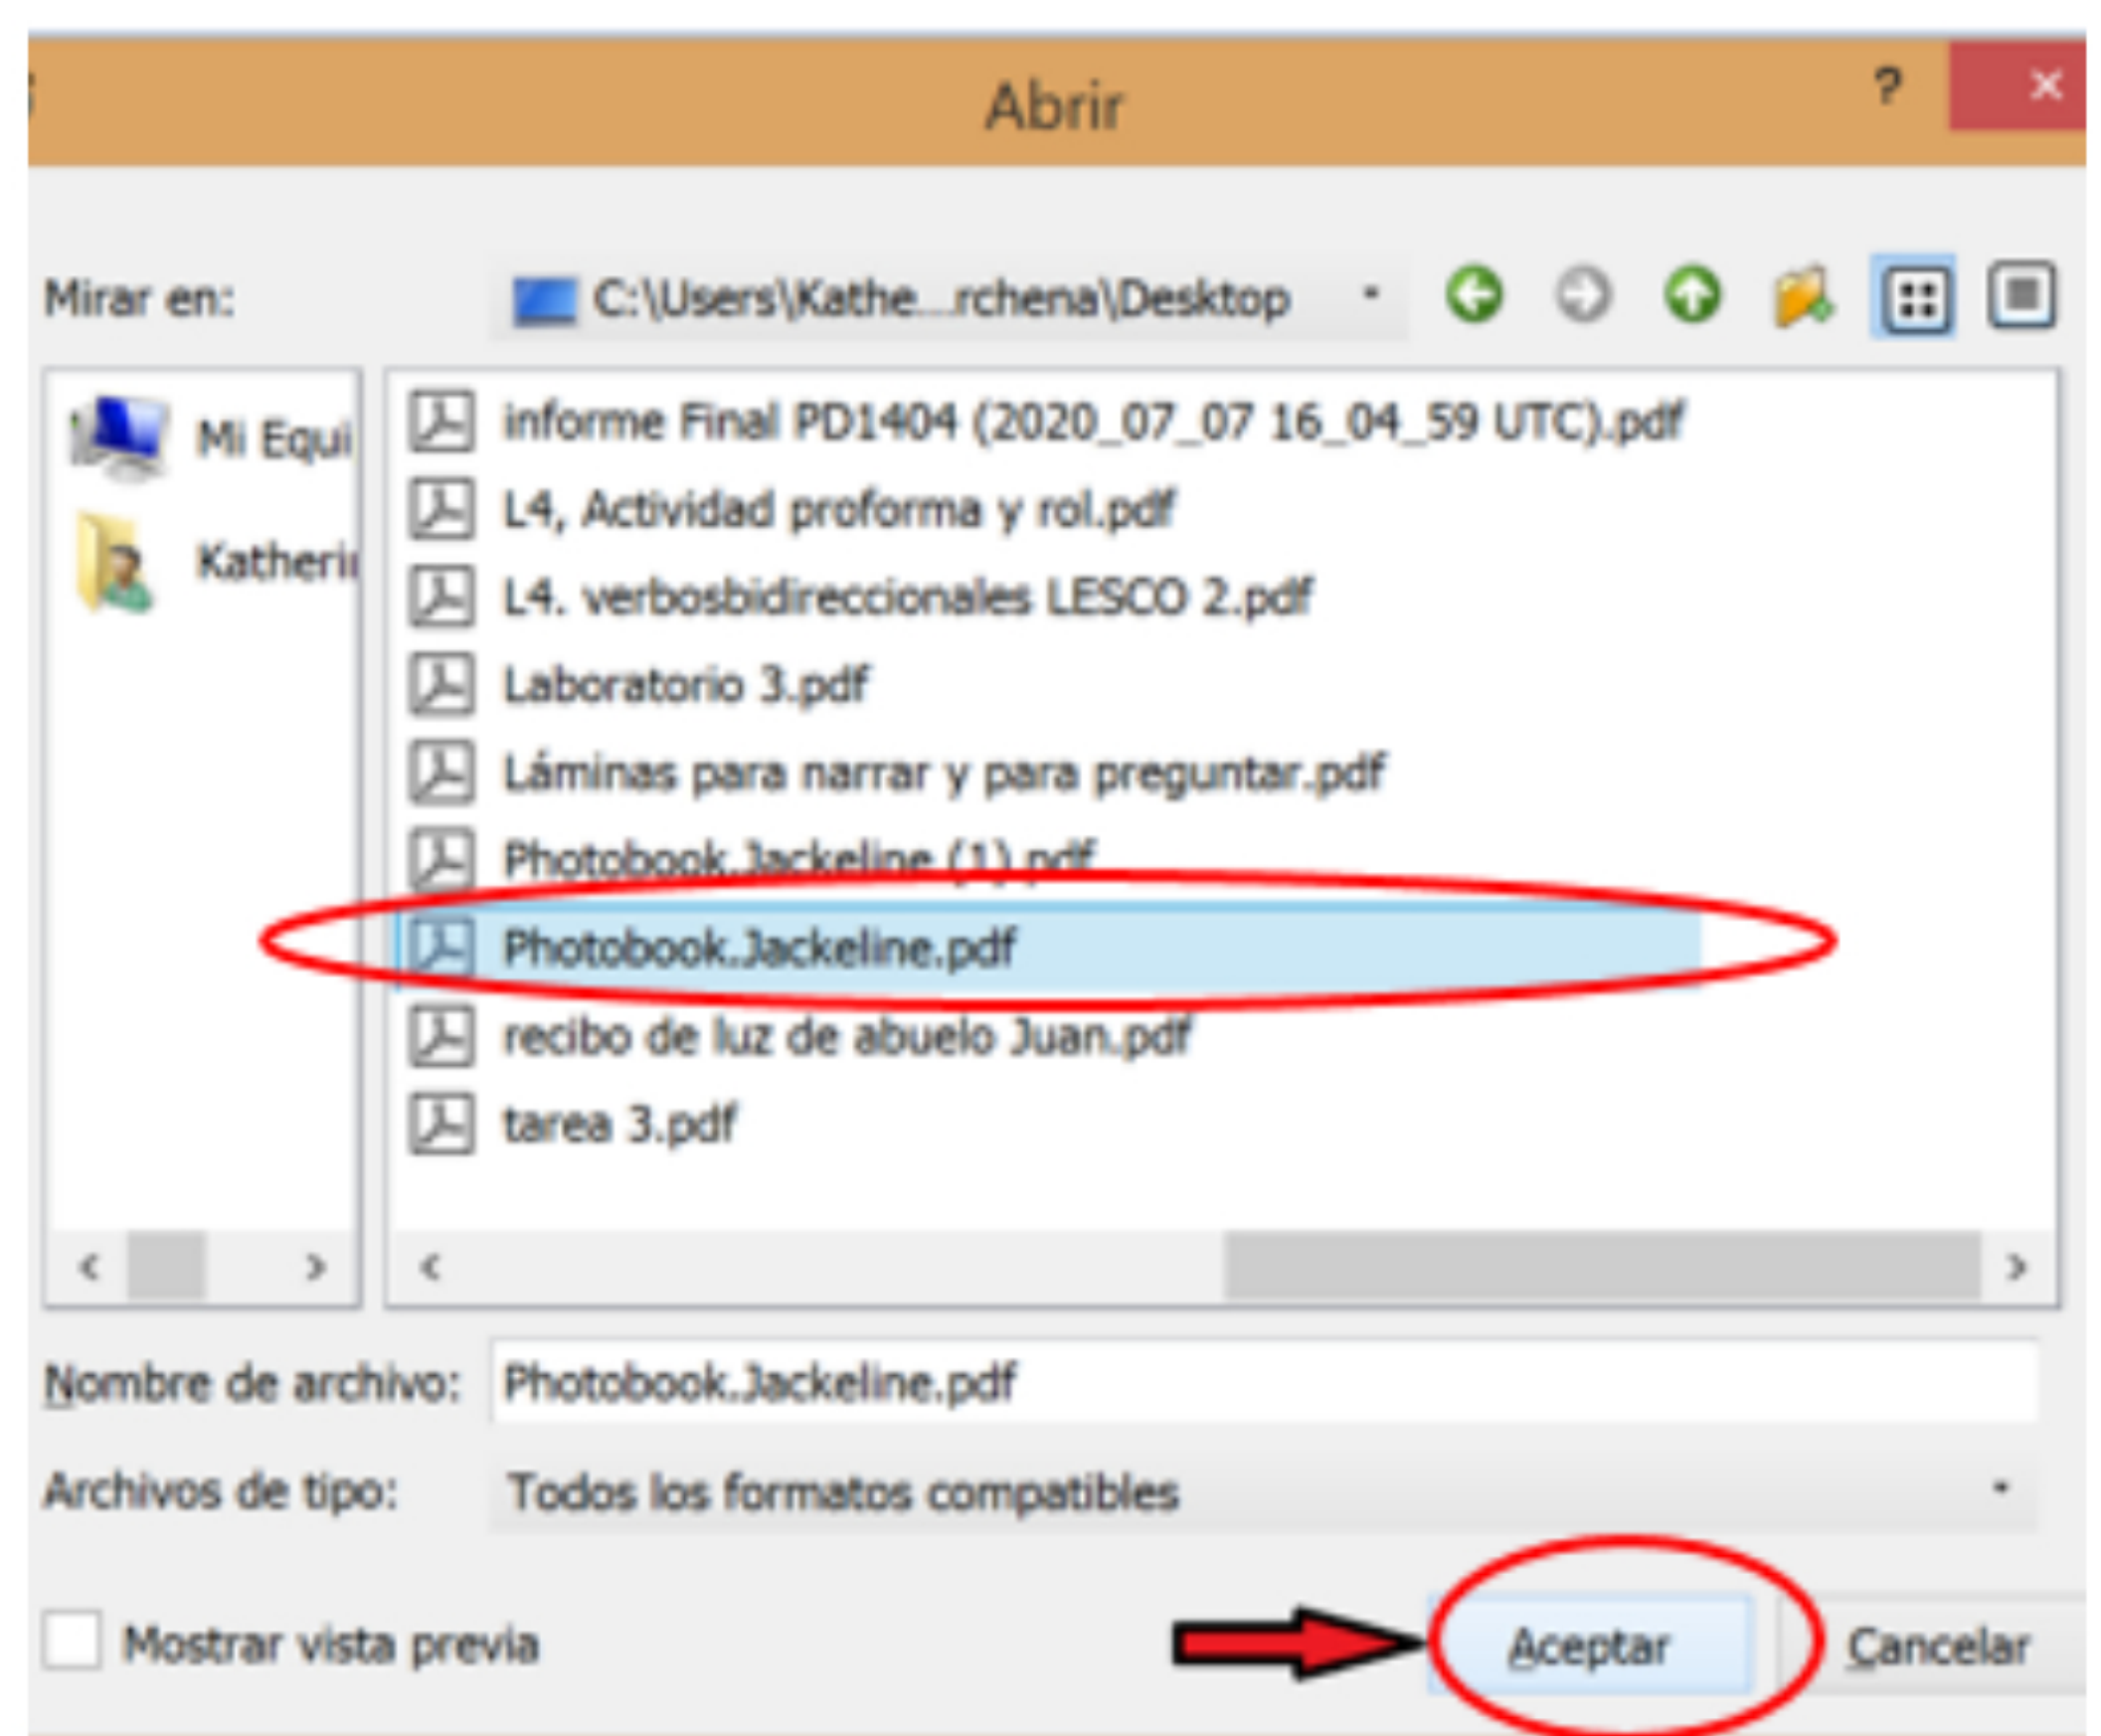 Abrir
?
Mirar en:
C:\Users\Kathe...rchena\Desktop
Mi Equi
Katheri
informe Final PD1404 (2020_07_07 16_04_59 UTC).pdf
L4, Actividad proforma y rol.pdf
L4. verbosbidireccionales LESCO 2.pdf
Laboratorio 3.pdf
Láminas para narrar y para preguntar.pdf
Photobook.Jackeline (1).pdf
Photobook.Jackeline.pdf
recibo de luz de abuelo Juan.pdf
tarea 3.pdf
Nombre de archivo: Photobook.Jackeline.pdf
Archivos de tipo: Todos los formatos compatibles
Mostrar vista previa
Aceptar
Cancelar